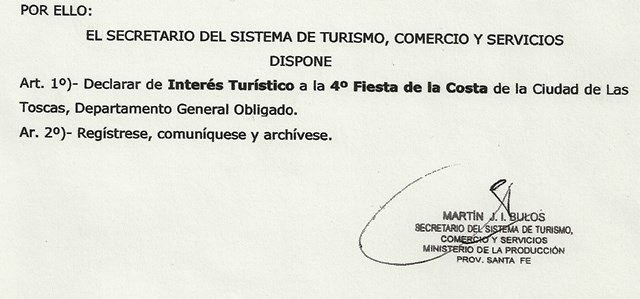 POR ELLO:
EL SECRETARIO DEL SISTEMA DE TURISMO, COMERCIO Y SERVICIOS
DISPONE
Art. 1º)- Declarar de Interés Turístico a la 4º Fiesta de la Costa de la Ciudad de Las
Toscas, Departamento General Obligado.
Ar. 2º)- Regístrese, comuníquese y archívese.
MARTÍN J. I. BULOS
SECRETARIO DEL SISTEMA DE TURISMO,
COMERCIO Y SERVICIOS
MINISTERIO DE LA PRODUCCIÓN
PROV. SANTA FE